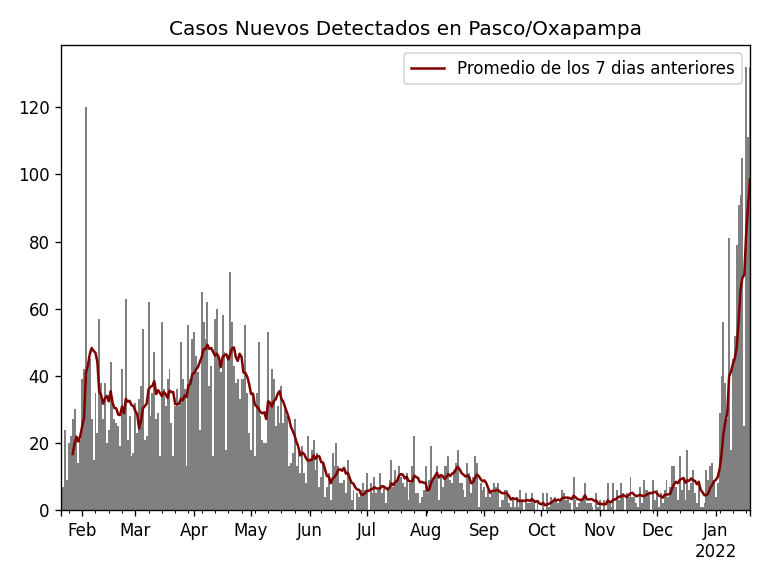 Casos Nuevos Detectados en Pasco/Oxapampa
Promedio de los 7 dias anteriores
120
100
80
60
40
20
0
Feb Mar Apr May Jun Jul Aug Sep Oct Nov Dec Jan
2022